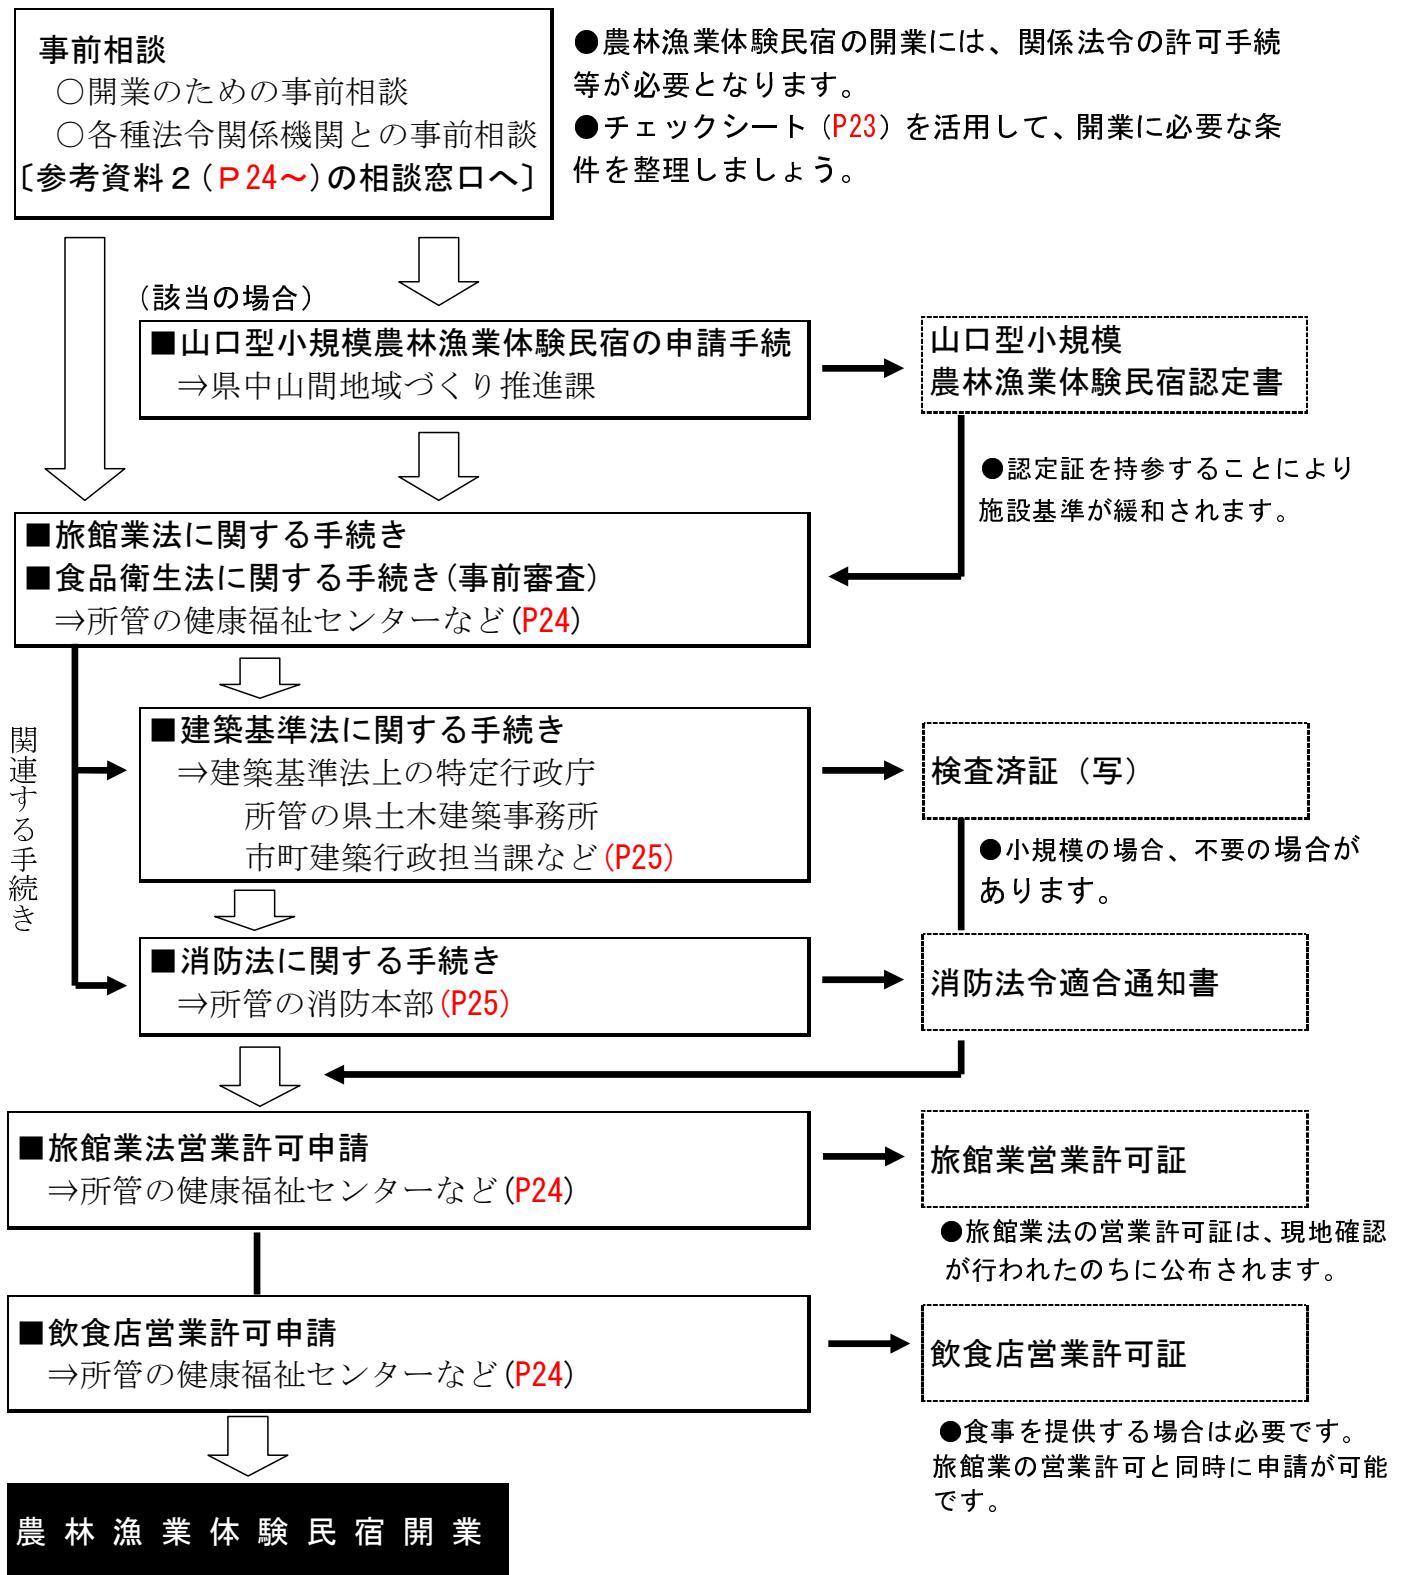 事前相談
○開業のための事前相談
○各種法令関係機関との事前相談
〔参考資料２（Ｐ24～）の相談窓口へ〕
●農林漁業体験民宿の開業には、関係法令の許可手続
等が必要となります。
●チェックシート（P23）を活用して、開業に必要な条
件を整理しましょう。
（該当の場合）
■山口型小規模農林漁業体験民宿の申請手続
⇒県中山間地域づくり推進課
山口型小規模
農林漁業体験民宿認定書
●認定証を持参することにより
施設基準が緩和されます。
■旅館業法に関する手続き
■食品衛生法に関する手続き（事前審査）
⇒所管の健康福祉センターなど（P24）
関連する手続き
■建築基準法に関する手続き
⇒建築基準法上の特定行政庁
所管の県土木建築事務所
市町建築行政担当課など（P25）
検査済証（写）
●小規模の場合、不要の場合が
あります。
■消防法に関する手続き
⇒所管の消防本部（P25）
消防法令適合通知書
■旅館業法営業許可申請
⇒所管の健康福祉センターなど（P24）
旅館業営業許可証
●旅館業法の営業許可証は、現地確認
が行われたのちに公布されます。
■飲食店営業許可申請
⇒所管の健康福祉センターなど（P24）
飲食店営業許可証
●食事を提供する場合は必要です。
旅館業の営業許可と同時に申請が可能
です。
農林漁業体験民宿開業